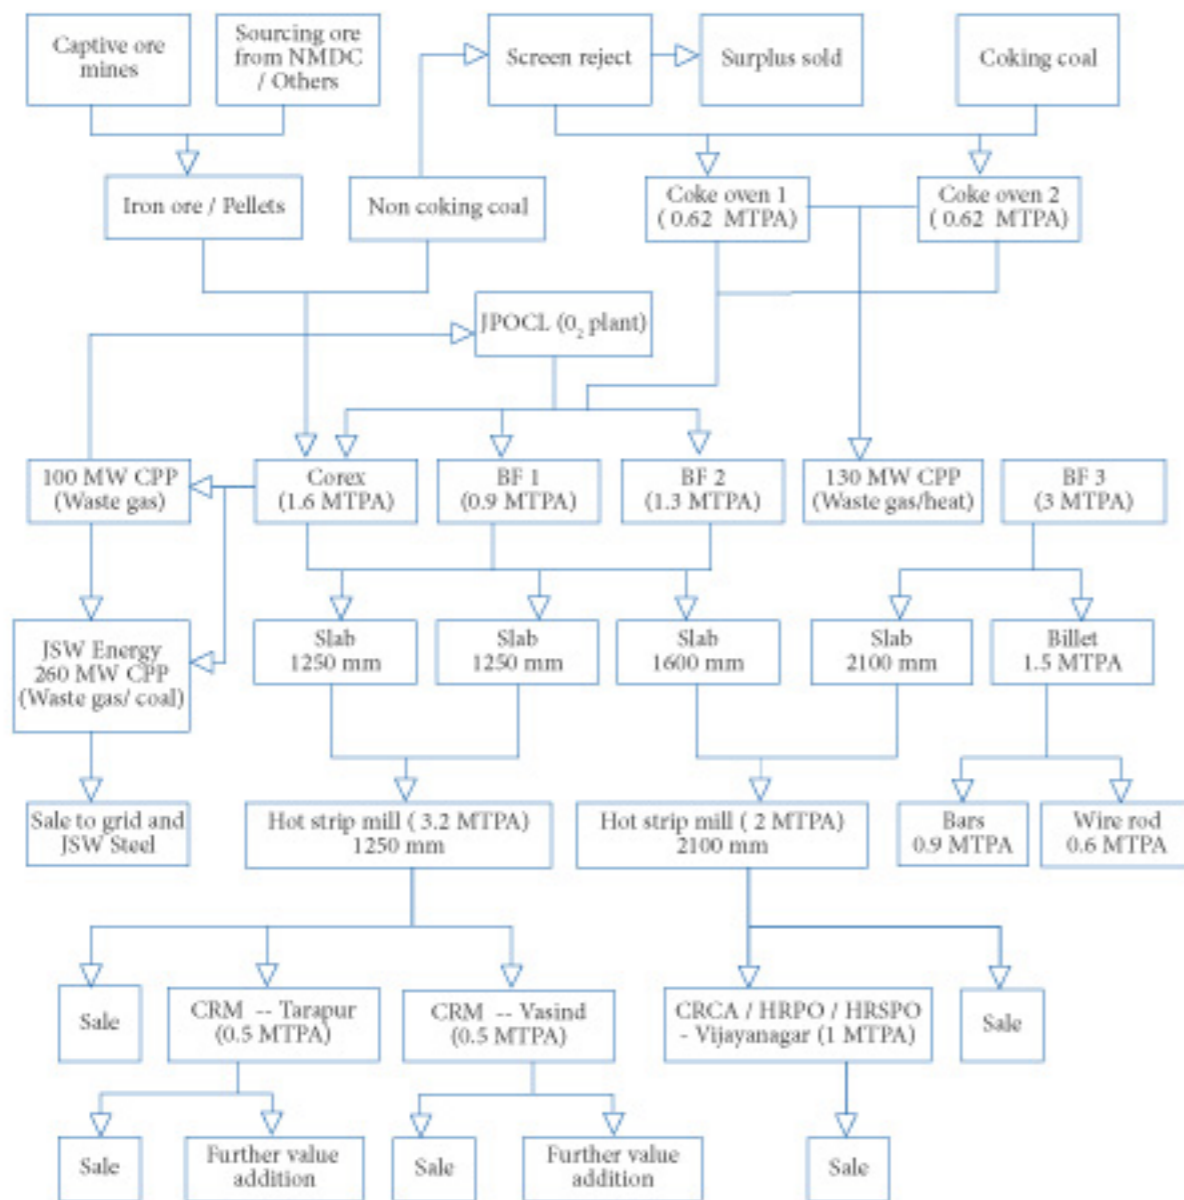 Captive ore
mines
Sourcing ore
from NMDC
/ Others
Screen reject
Surplus sold
Coking coal
Iron ore / Pellets
Non coking coal
Coke oven 1
( 0.62 MTPA)
Coke oven 2
( 0.62 MTPA)
JPOCL (0₂ plant)
100 MW CPP
(Waste gas)
Corex
(1.6 MTPA)
BF 1
(0.9 MTPA)
BF 2
(1.3 MTPA)
130 MW CPP
(Waste gas/heat)
BF 3
(3 MTPA)
JSW Energy
260 MW CPP
(Waste gas/ coal)
Slab
1250 mm
Slab
1250 mm
Slab
1600 mm
Slab
2100 mm
Billet
1.5 MTPA
Sale to grid and
JSW Steel
Hot strip mill ( 3.2 MTPA)
1250 mm
Hot strip mill ( 2 MTPA)
2100 mm
Bars
0.9 MTPA
Wire rod
0.6 MTPA
Sale
CRM -- Tarapur
(0.5 MTPA)
CRM -- Vasind
(0.5 MTPA)
CRCA / HRPO / HRSPO
- Vijayanagar (1 MTPA)
Sale
Sale
Further value
addition
Sale
Further value
addition
Sale